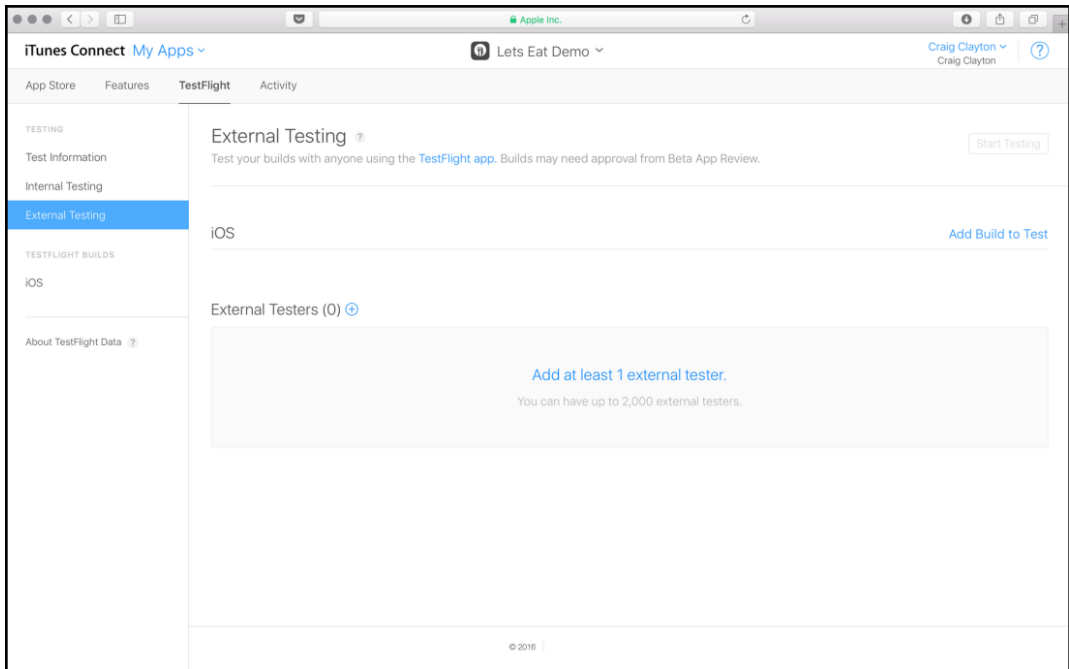 Apple Inc.
iTunes Connect My Apps
Lets Eat Demo
Craig Clayton
Craig Clayton
?
App Store Features TestFlight Activity
TESTING
Test Information
Internal Testing
External Testing
TESTFLIGHT BUILDS
iOS
About TestFlight Data ?
External Testing ?
Start Testing
Test your builds with anyone using the TestFlight app. Builds may need approval from Beta App Review.
iOS
Add Build to Test
External Testers (0)
Add at least 1 external tester.
You can have up to 2,000 external testers.
© 2016